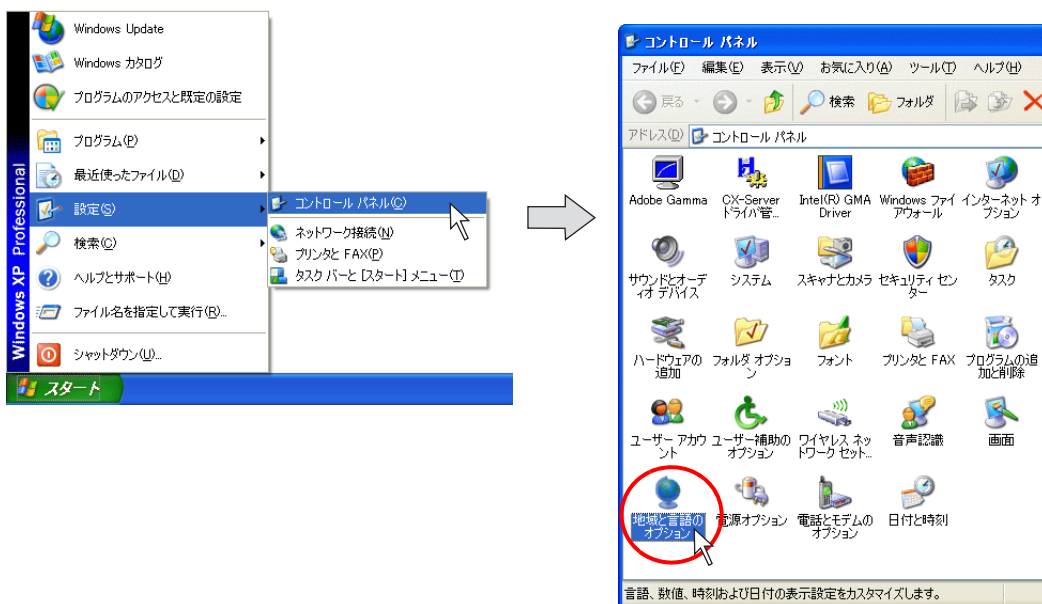 Windows Update
Windows カタログ
プログラムのアクセスと既定の設定
プログラム(P)
最近使ったファイル(D)
設定(S)
検索(C)
ヘルプとサポート(H)
ファイル名を指定して実行(R)...
シャットダウン(U)...
Windows XP Professional
スタート
コントロール パネル(C)
ネットワーク接続(N)
プリンタと FAX(P)
タスク バーと [スタート] メニュー(T)
コントロール パネル
ファイル(F) 編集(E) 表示(V) お気に入り(A) ツール(T) ヘルプ(H)
戻る 検索 フォルダ
アドレス(D) コントロール パネル
Adobe Gamma
CX-Server
ドライバ管...
Intel(R) GMA
Driver
Windows ファイ
アウォール
インターネット オ
プション
サウンドとオーデ
ィオ デバイス
システム
スキャナとカメラ
セキュリティ セン
ター
タスク
ハードウェアの
追加
フォルダ オプショ
ン
フォント
プリンタと FAX
プログラムの追
加と削除
ユーザー アカウ
ント
ユーザー補助の
オプション
ワイヤレス ネッ
トワーク セット...
音声認識
画面
地域と言語の
オプション
電源オプション
電話とモデムの
オプション
日付と時刻
言語、数値、時刻および日付の表示設定をカスタマイズします。